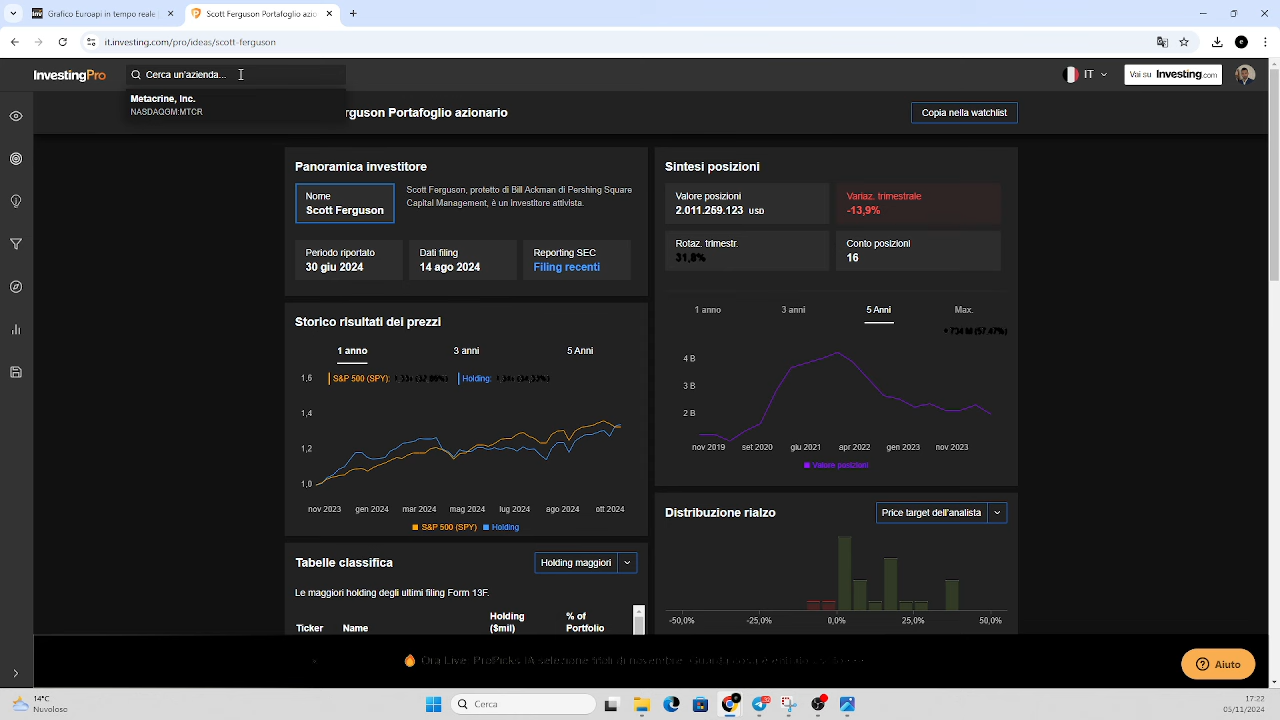 Grafico Europapi in tempo reale
Scott Ferguson Portafoglio azio
it.investing.com/pro/ideas/scott-ferguson
InvestingPro
Cerca un'azienda...
IT
Vai su Investing.com
Metacrine, Inc.
NASDAQGM:MTCR
rguson Portafoglio azionario
Copia nella watchlist
Panoramica investitore
Nome
Scott Ferguson
Scott Ferguson, protetto di Bill Ackman di Pershing Square
Capital Management, è un investitore attivista.
Periodo riportato
30 giu 2024
Dati filing
14 ago 2024
Reporting SEC
Filing recenti
Sintesi posizioni
Valore posizioni
2.011.259.123 USD
Variaz. trimestrale
-13,9%
Rotaz. trimestr.
31,8%
Conto posizioni
16
1 anno 3 anni 5 Anni Max.
4 B
3 B
2 B
nov 2019 set 2020 giu 2021 apr 2022 gen 2023 nov 2023
Valore posizioni
Storico risultati dei prezzi
1 anno 3 anni 5 Anni
S&P 500 (SPY):
Holding:
1,6
1,4
1,2
1,0
nov 2023 gen 2024 mar 2024 mag 2024 lug 2024 ago 2024 ott 2024
S&P 500 (SPY) Holding
Distribuzione rialzo
Price target dell'analista
-50,0% -25,0% 0,0% 25,0% 50,0%
Tabelle classifica
Holding maggiori
Le maggiori holding degli ultimi filing Form 13F.
Ticker Name Holding ($mil) % of Portfolio
Aiuto
14°C
Nuvoloso
Cerca
17:22
05/11/2024